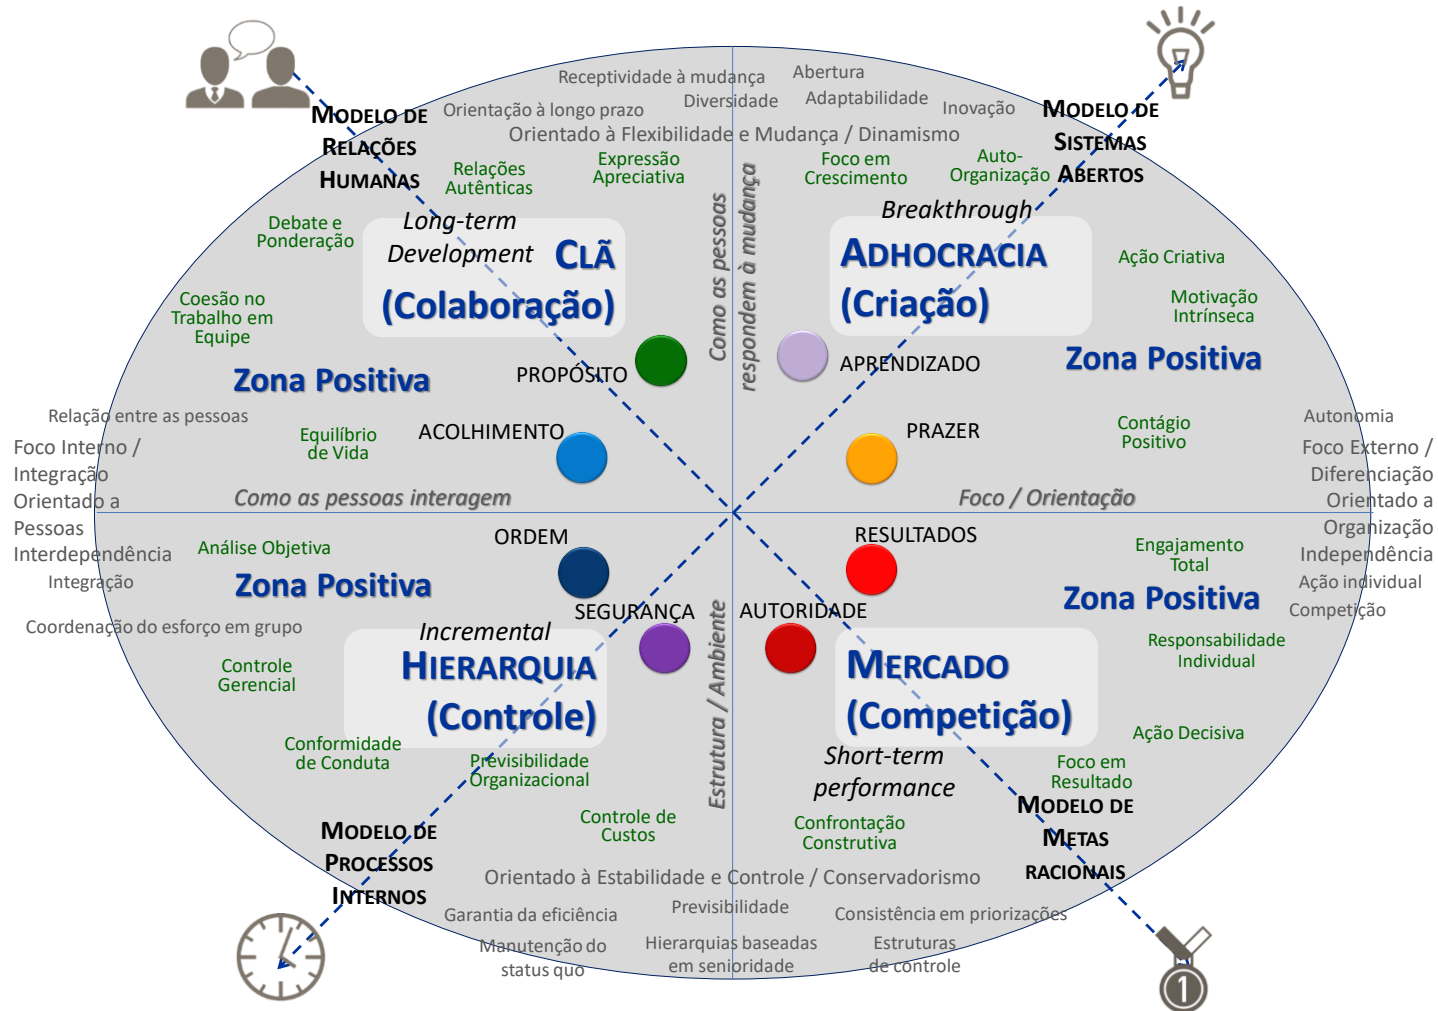 Receptividade à mudança
Abertura
Orientação à longo prazo
Diversidade
Adaptabilidade
Inovação
Orientado à Flexibilidade e Mudança / Dinamismo
MODELO DE
RELAÇÕES
HUMANAS
MODELO DE
SISTEMAS
ABERTOS
Relações
Autênticas
Expressão
Apreciativa
Foco em
Crescimento
Auto-
Organização
Debate e
Ponderação
Long-term
Development
CLÃ
(Colaboração)
Como as pessoas
respondem à mudança
Breakthrough
ADHOCRACIA
(Criação)
Ação Criativa
Coesão no
Trabalho em
Equipe
Motivação
Intrínseca
Zona Positiva
PROPÓSITO
APRENDIZADO
Zona Positiva
Relação entre as pessoas
Foco Interno /
Integração
Orientado a
Pessoas
Interdependência
Integração
Coordenação do esforço em grupo
Equilíbrio
de Vida
ACOLHIMENTO
PRAZER
Contágio
Positivo
Autonomia
Foco Externo /
Diferenciação
Orientado a
Organização
Independência
Ação individual
Competição
Como as pessoas interagem
Foco / Orientação
Análise Objetiva
ORDEM
RESULTADOS
Engajamento
Total
Zona Positiva
Zona Positiva
SEGURANÇA
AUTORIDADE
Incremental
HIERARQUIA
(Controle)
Estrutura / Ambiente
MERCADO
(Competição)
Short-term
performance
Responsabilidade
Individual
Controle
Gerencial
Conformidade
de Conduta
Previsibilidade
Organizacional
Ação Decisiva
Foco em
Resultado
Controle de
Custos
Confrontação
Construtiva
MODELO DE
PROCESSOS
INTERNOS
MODELO DE
METAS
RACIONAIS
Orientado à Estabilidade e Controle / Conservadorismo
Garantia da eficiência
Previsibilidade
Consistência em priorizações
Manutenção do
status quo
Hierarquias baseadas
em senioridade
Estruturas
de controle
1